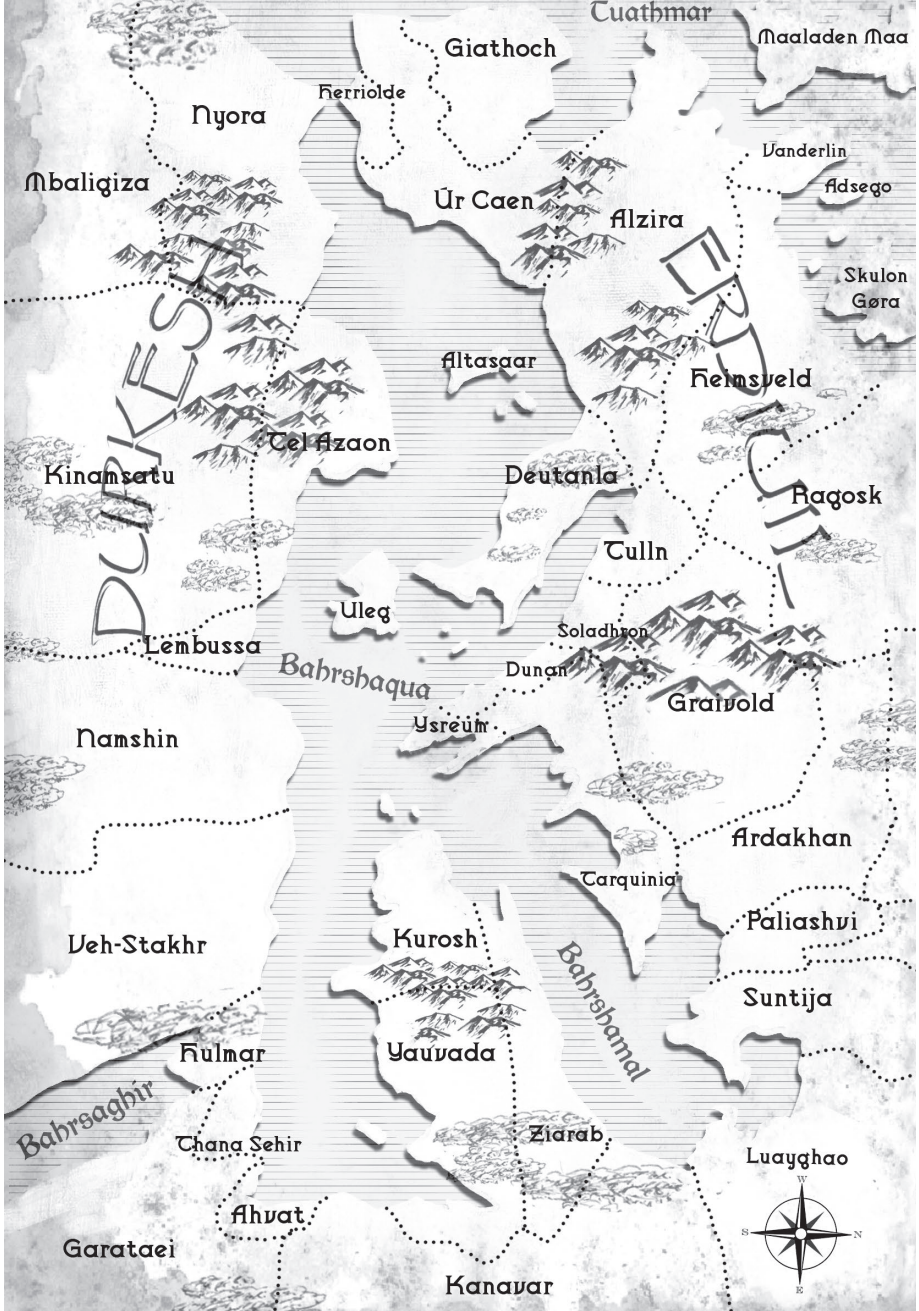 Tuathmar
Maaladen Maa
Giathoch
Herriolde
Nyora
Vanderlin
Mbaligiza
Adsego
Úr Caen
Alzira
Skulon
Gøra
ERDIUL
DURKESH
Altasaar
Heimsveld
Tel Azaon
Kinamsatu
Deutanla
Ragosk
Tulln
Uleg
Soladhron
Lembussa
Dunan
Bahrshaqua
Graivold
Ysreum
Namshin
Ardakhan
Tarquinia
Paliashvi
Kurosh
Veh-Stakhr
Bahrshamal
Suntija
Hulmar
Yauvada
Bahrsaghir
Ziarab
Thana Sehir
Luayghao
W
Ahvat
S
N
Garataei
Kanavar
E